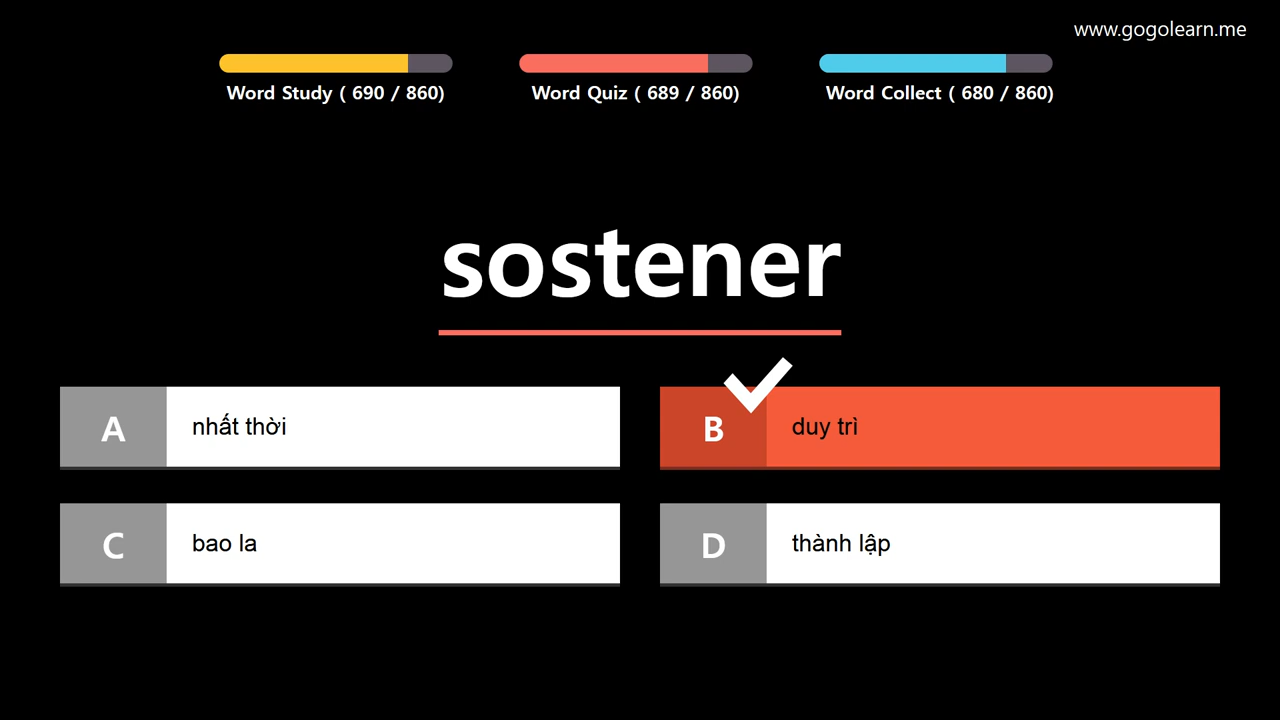 www.gogolearn.me
Word Study ( 690 / 860)
Word Quiz ( 689 / 860)
Word Collect ( 680 / 860)
sostener
A nhất thời
B duy trì
C bao la
D thành lập